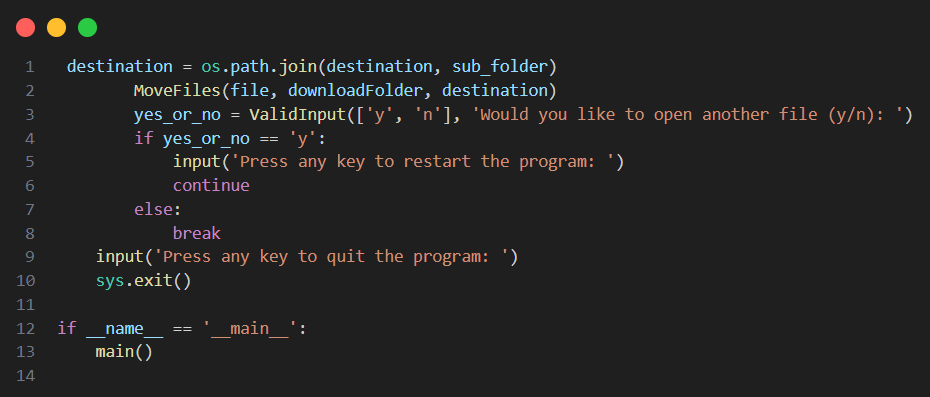 1 destination = os.path.join(destination, sub_folder)
2 MoveFiles(file, downloadFolder, destination)
3 yes_or_no = ValidInput(['y', 'n'], 'Would you like to open another file (y/n): ')
4 if yes_or_no == 'y':
5 input('Press any key to restart the program: ')
6 continue
7 else:
8 break
9 input('Press any key to quit the program: ')
10 sys.exit()
11
12 if __name__ == '__main__':
13 main()
14